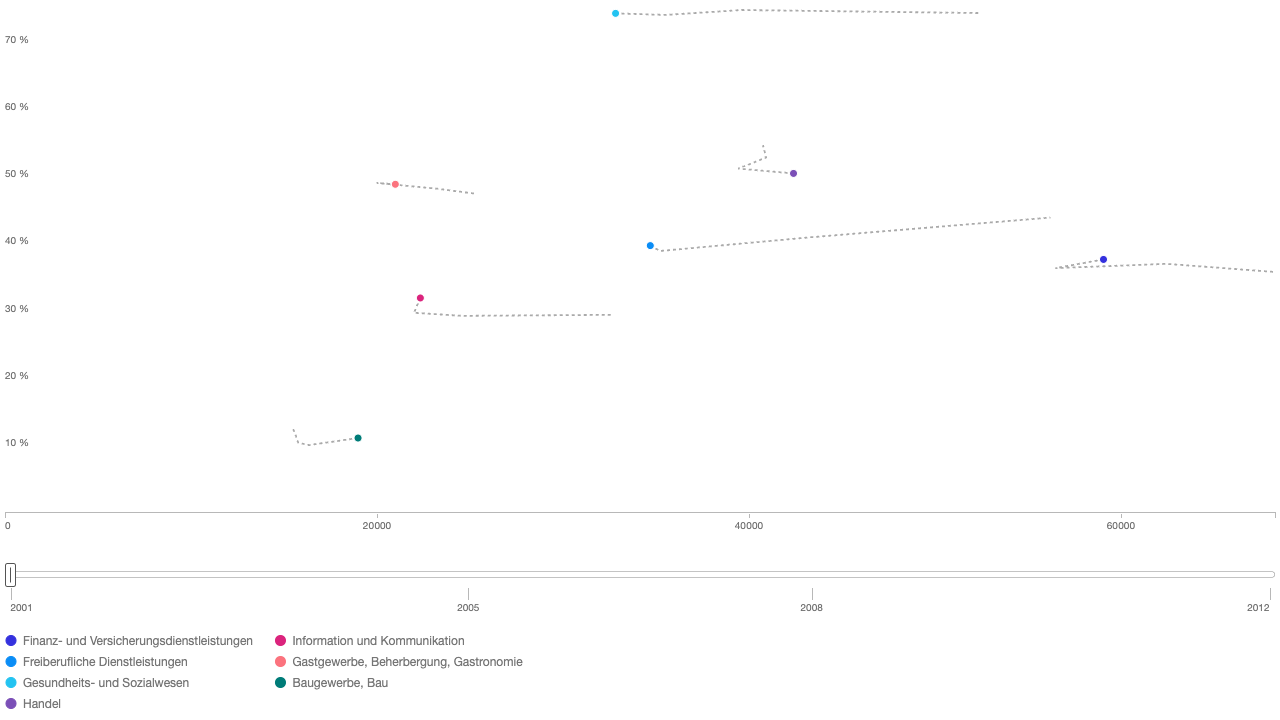 70 %
60 %
50 %
40 %
30 %
20 %
10 %
0 20000 40000 60000
2001 2005 2008 2012
Finanz- und Versicherungsdienstleistungen
Freiberufliche Dienstleistungen
Gesundheits- und Sozialwesen
Handel
Information und Kommunikation
Gastgewerbe, Beherbergung, Gastronomie
Baugewerbe, Bau